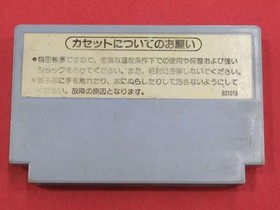 カセットについてのお願い
●精密機器ですので、極端な温度条件下での使用や保管および強い
ショックをさけてください。また、絶対に分解しないでください。
●端子部に手を触れたり、水にぬらしたりして汚さないようにして
ください。故障の原因となります。
831018